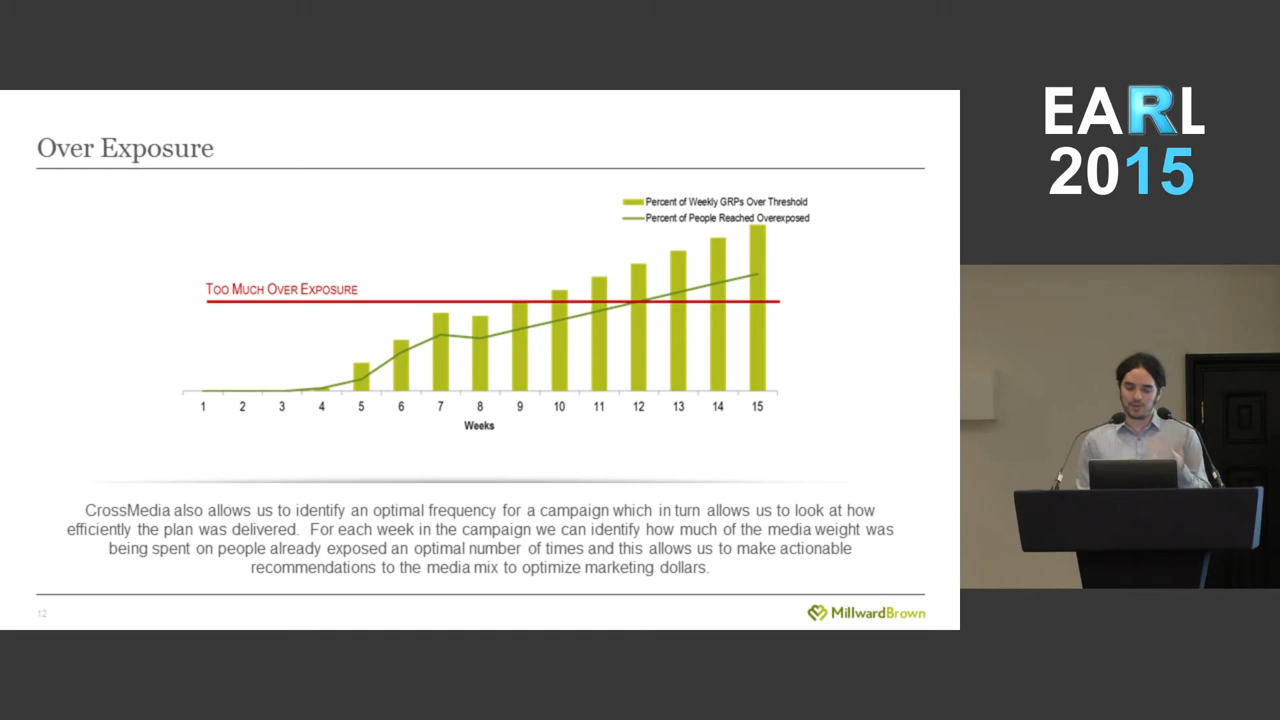 Over Exposure
Percent of Weekly GRPs Over Threshold
Percent of People Reached Overexposed
TOO MUCH OVER EXPOSURE
1 2 3 4 5 6 7 8 9 10 11 12 13 14 15
Weeks
CrossMedia also allows us to identify an optimal frequency for a campaign which in turn allows us to look at how
efficiently the plan was delivered. For each week in the campaign we can identify how much of the media weight was
being spent on people already exposed an optimal number of times and this allows us to make actionable
recommendations to the media mix to optimize marketing dollars.
12
MillwardBrown
EARL
2015